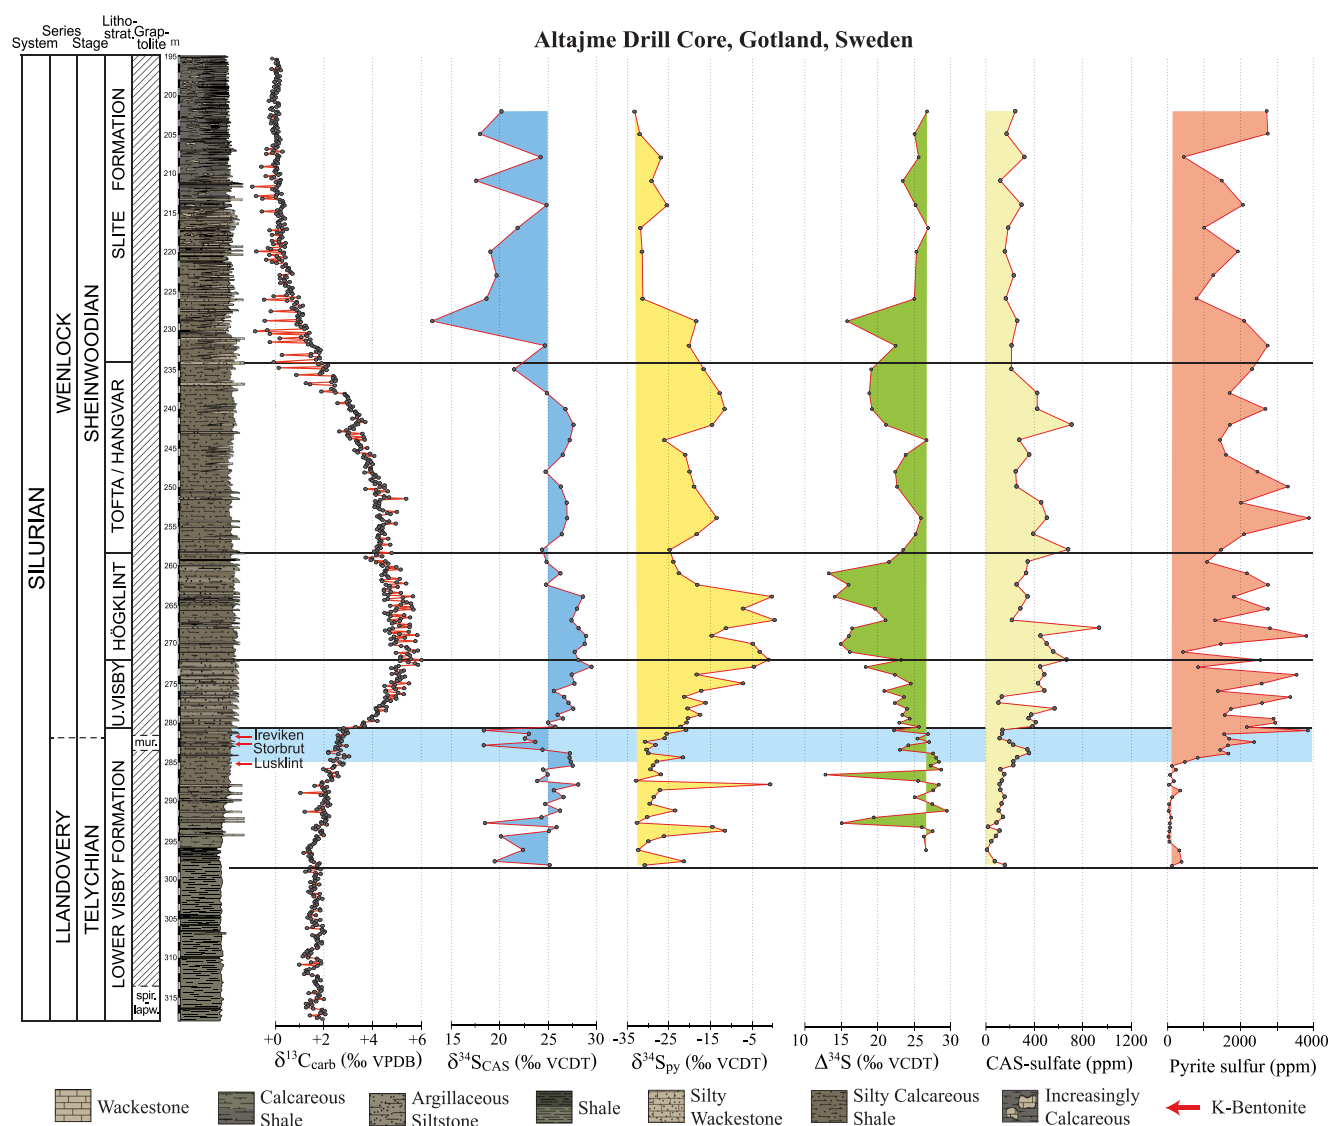 Altajme Drill Core, Gotland, Sweden
System
Series
Stage
Litho-
strat.
Grap-
tolite
m
SILURIAN
LLANDOVERY
WENLOCK
TELYCHIAN
SHEINWOODIAN
LOWER VISBY FORMATION
U.VISBY
HÖGKLINT
TOFTA / HANGVAR
SLITE FORMATION
mur.
spir.
-
lapw.
195
200
205
210
215
220
225
230
235
240
245
250
255
260
265
270
275
280
285
290
295
300
305
310
315
Ireviken
Storbrut
Lusklint
+0 +2 +4 +6
δ13Ccarb (‰ VPDB)
15 20 25 30
δ34SCAS (‰ VCDT)
-35 -25 -15 -5
δ34Spy (‰ VCDT)
10 15 20 25 30
Δ34S (‰ VCDT)
0 400 800 1200
CAS-sulfate (ppm)
0 1000 2000 3000 4000
Pyrite sulfur (ppm)
Wackestone
Calcareous
Shale
Argillaceous
Siltstone
Shale
Silty
Wackestone
Silty Calcareous
Shale
Increasingly
Calcareous
K-Bentonite